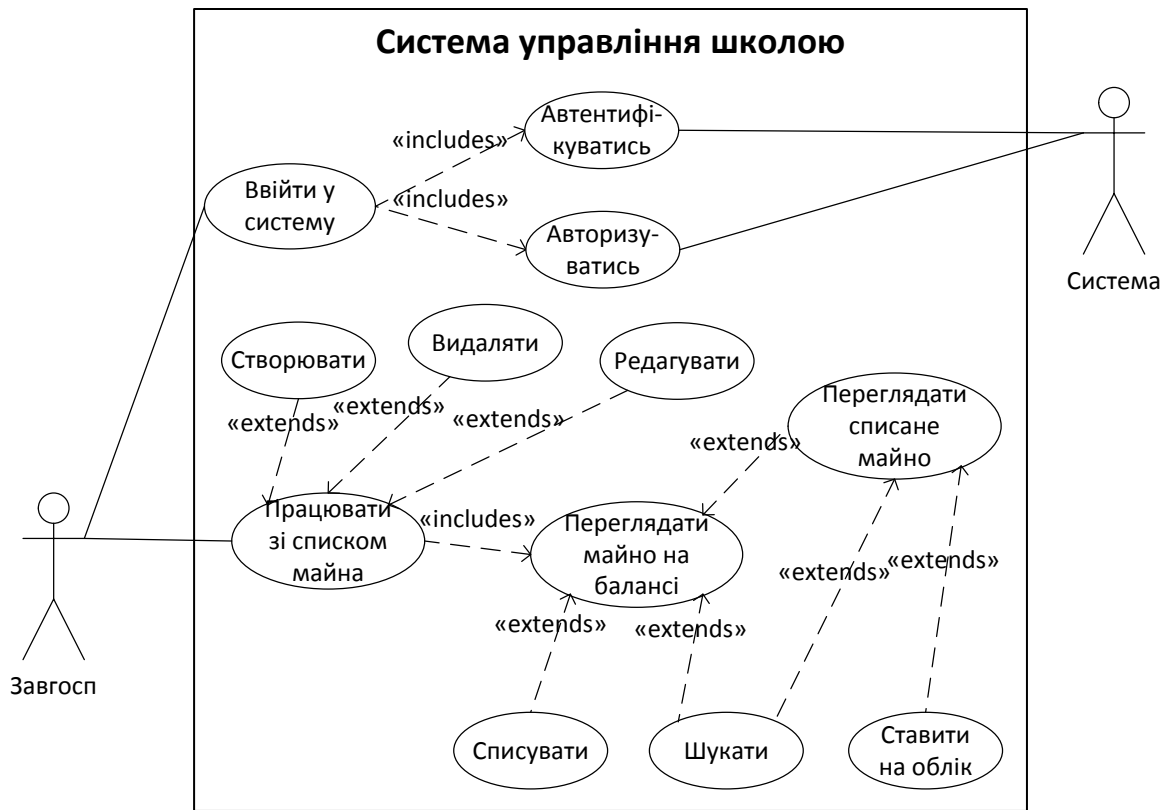 Система управління школою
Автентифі-
куватись
«includes»
Ввійти у
систему
«includes»
Авторизу-
ватись
Система
Створювати
Видаляти
Редагувати
«extends»
«extends»
«extends»
Переглядати
списане
майно
«extends»
Працювати
зі списком
майна
«includes»
Переглядати
майно на
балансі
«extends»
«extends»
«extends»
«extends»
Завгосп
Списувати
Шукати
Ставити
на облік